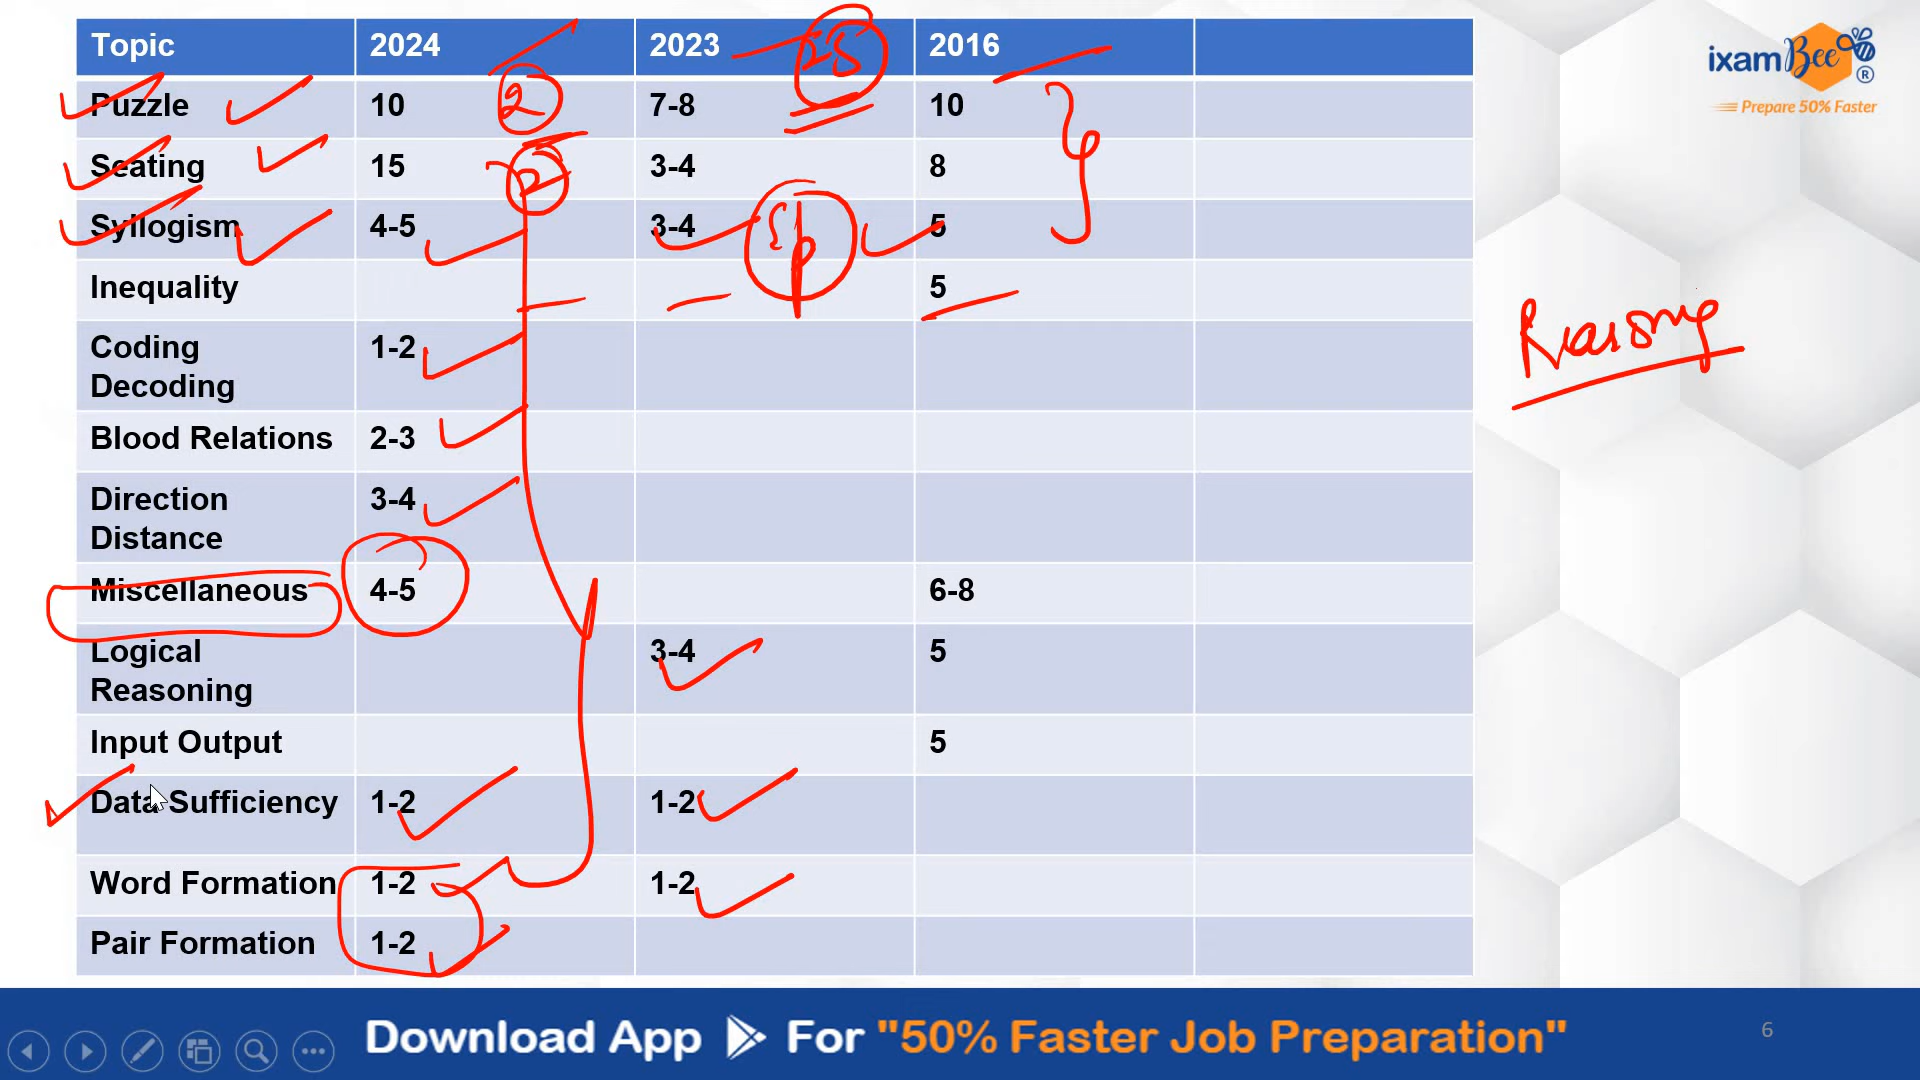 Topic 2024 2023 2016
25
Puzzle 10 7-8 10
2
Seating 15 3-4 8
Syllogism 4-5 3-4 5
Inequality 5
Coding
Decoding 1-2
Blood Relations 2-3
Direction
Distance 3-4
Miscellaneous 4-5 6-8
Logical
Reasoning 3-4 5
Input Output 5
Data Sufficiency 1-2 1-2
Word Formation 1-2 1-2
Pair Formation 1-2
ixamBee ®
Prepare 50% Faster
Reasoning
Download App For "50% Faster Job Preparation"
6